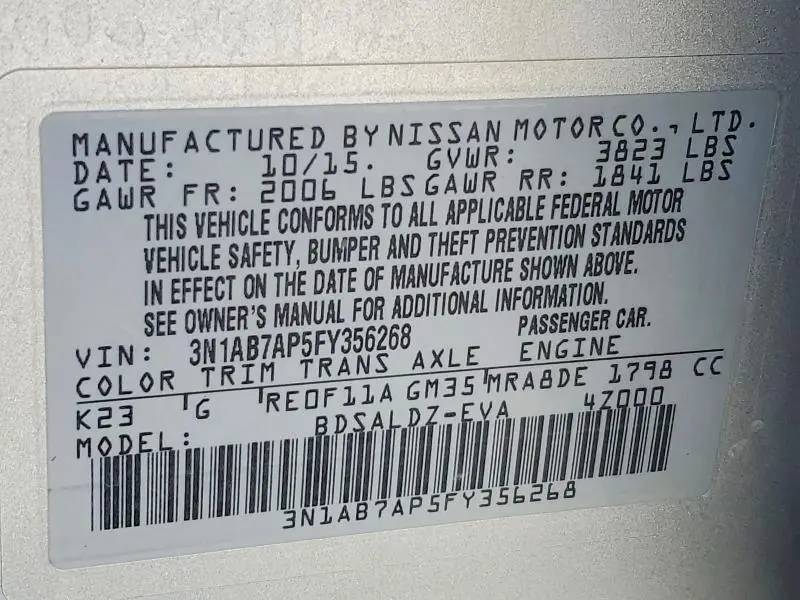 MANUFACTURED BY NISSAN MOTOR CO., LTD.
DATE: 10/15. GVWR: 3823 LBS
GAWR FR: 2006 LBS GAWR RR: 1841 LBS
THIS VEHICLE CONFORMS TO ALL APPLICABLE FEDERAL MOTOR
VEHICLE SAFETY, BUMPER AND THEFT PREVENTION STANDARDS
IN EFFECT ON THE DATE OF MANUFACTURE SHOWN ABOVE.
SEE OWNER'S MANUAL FOR ADDITIONAL INFORMATION.
VIN: 3N1AB7AP5FY356268 PASSENGER CAR.
COLOR TRIM TRANS AXLE ENGINE
K23 G RE0F11A GM35 MRA8DE 1798 CC
MODEL: BDSALDZ-EVA 4Z000
3N1AB7AP5FY356268